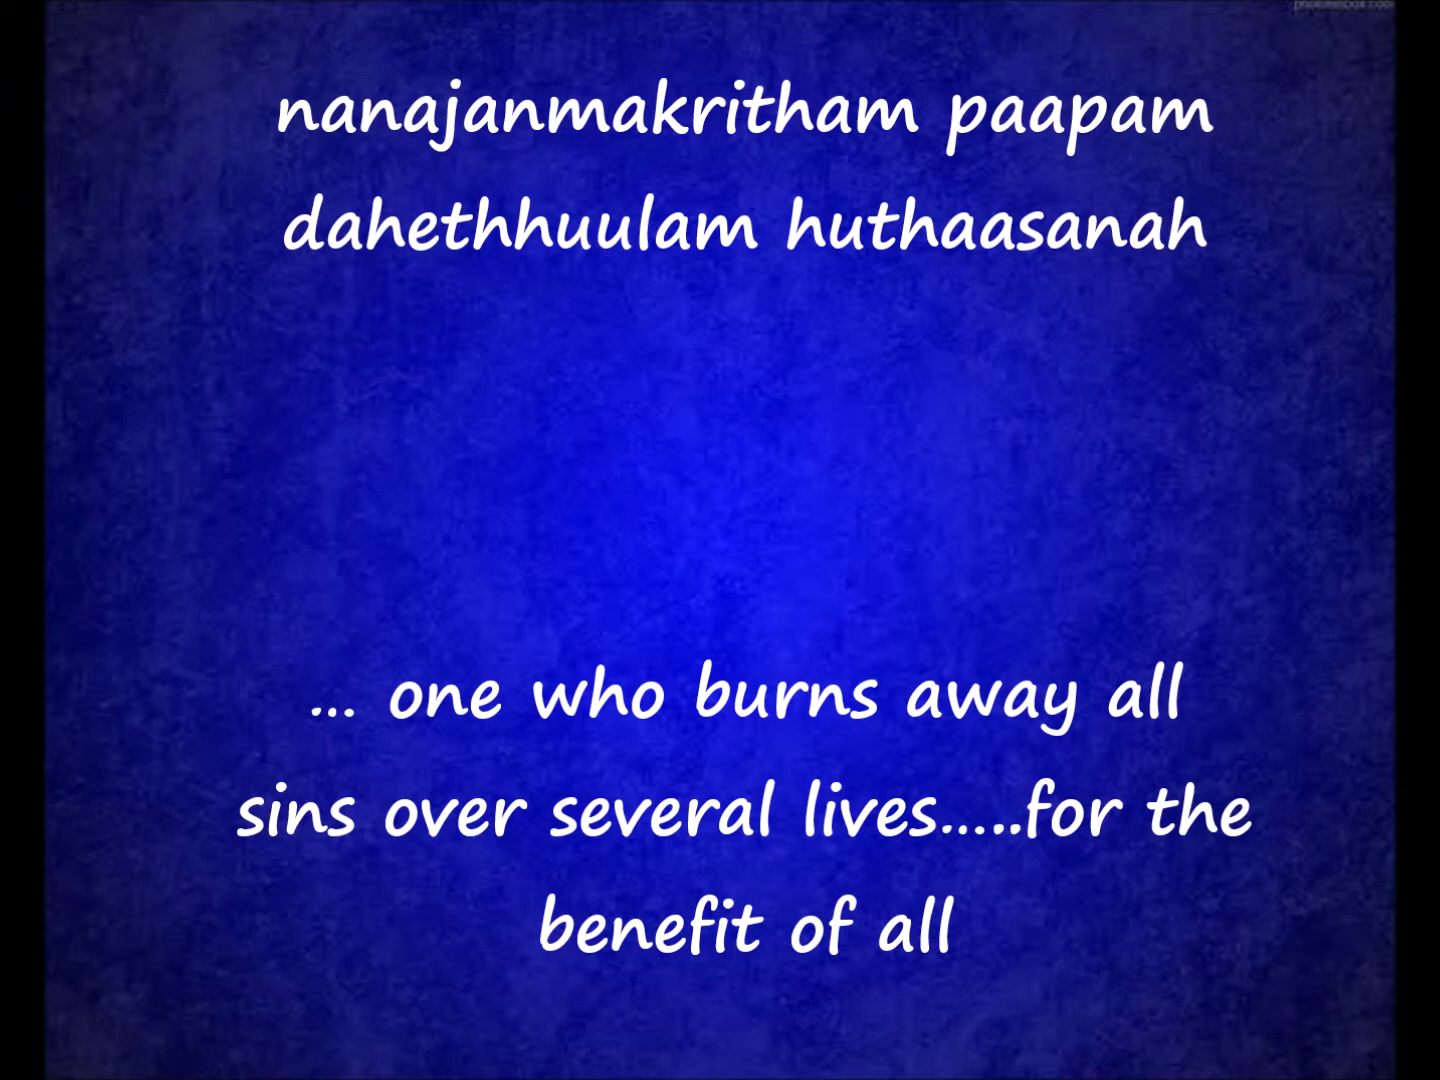 nanajanmakritham paapam
dahethhuulam huthaasanah
... one who burns away all
sins over several lives.....for the
benefit of all